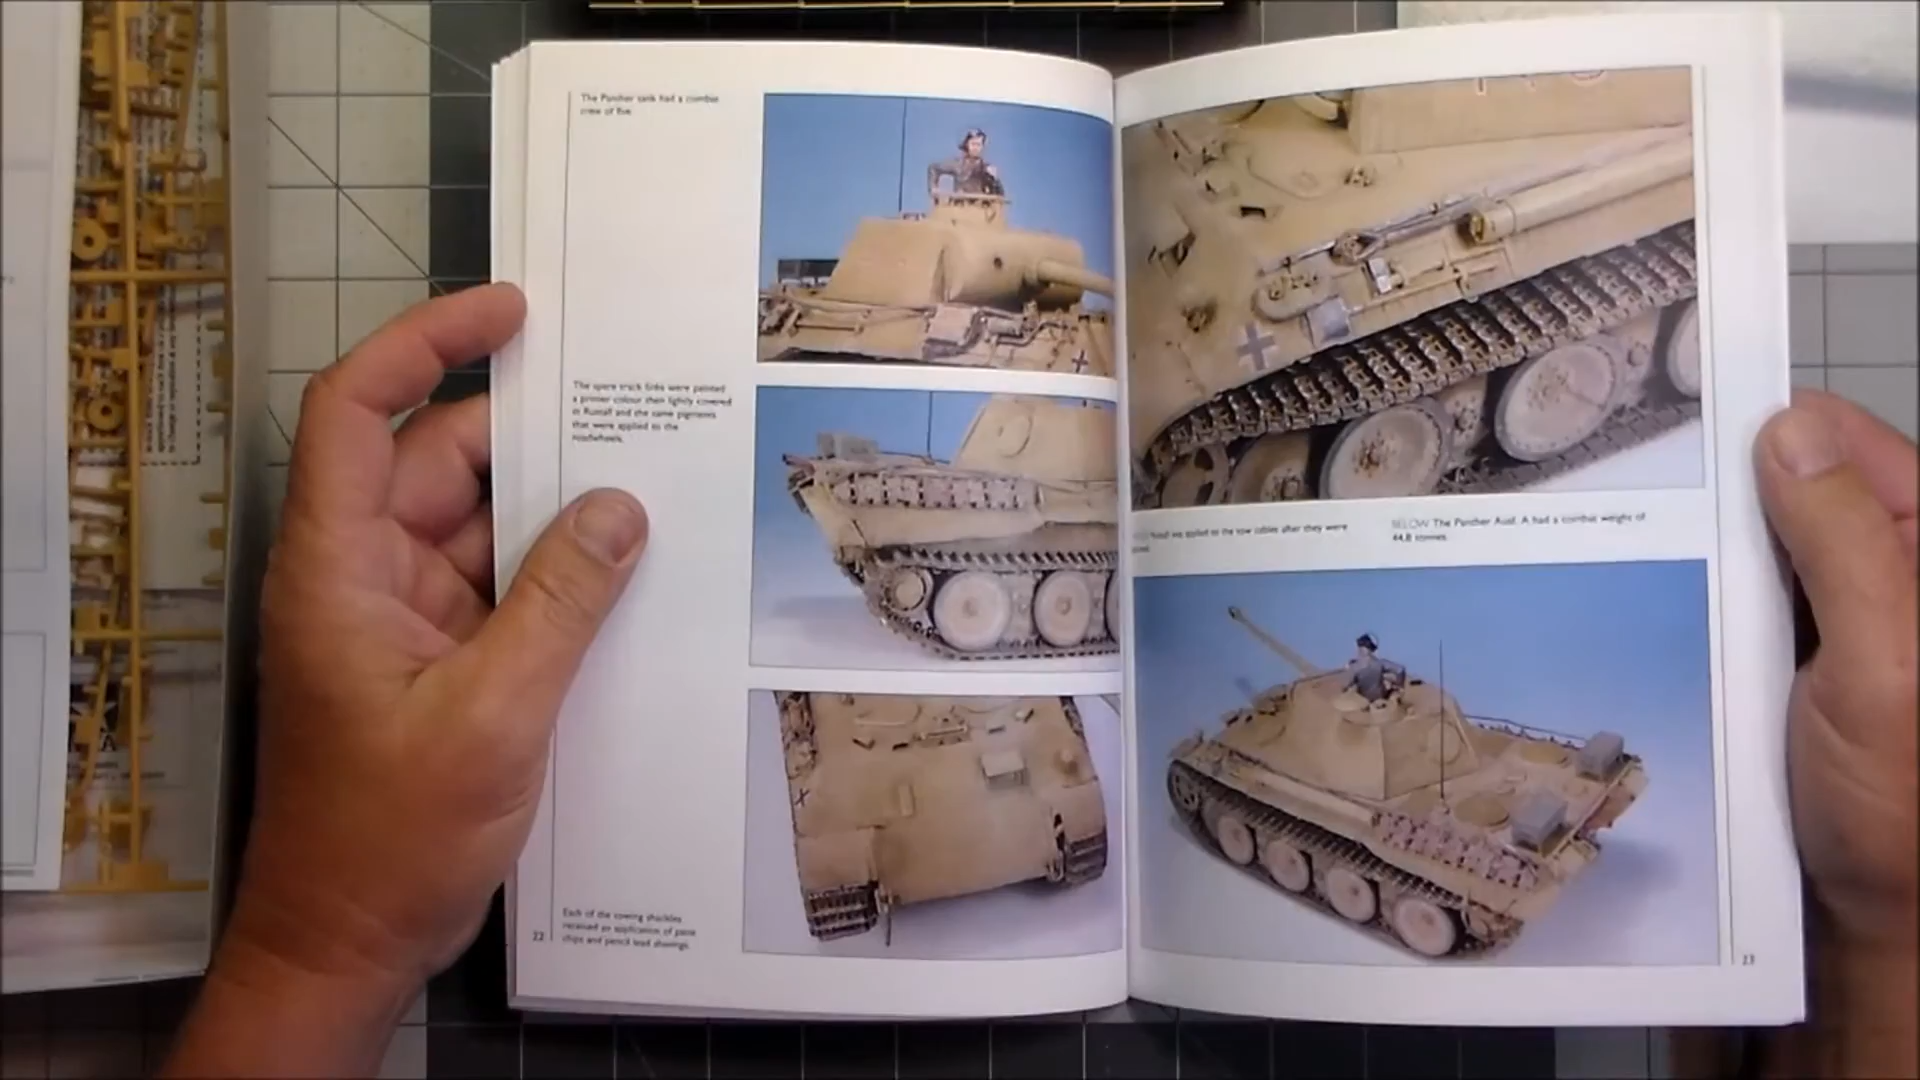 The Panther tank had a combat
crew of five.
The spare track links were painted
a primer colour then lightly covered
in Rustall and the same pigments
that were applied to the
roadwheels.
Each of the towing shackles
received an application of paint
chips and pencil lead shavings.
22
Rustall was applied to the tow cables after they were
BELOW The Panther Ausf. A had a combat weight of
44.8 tonnes.
23